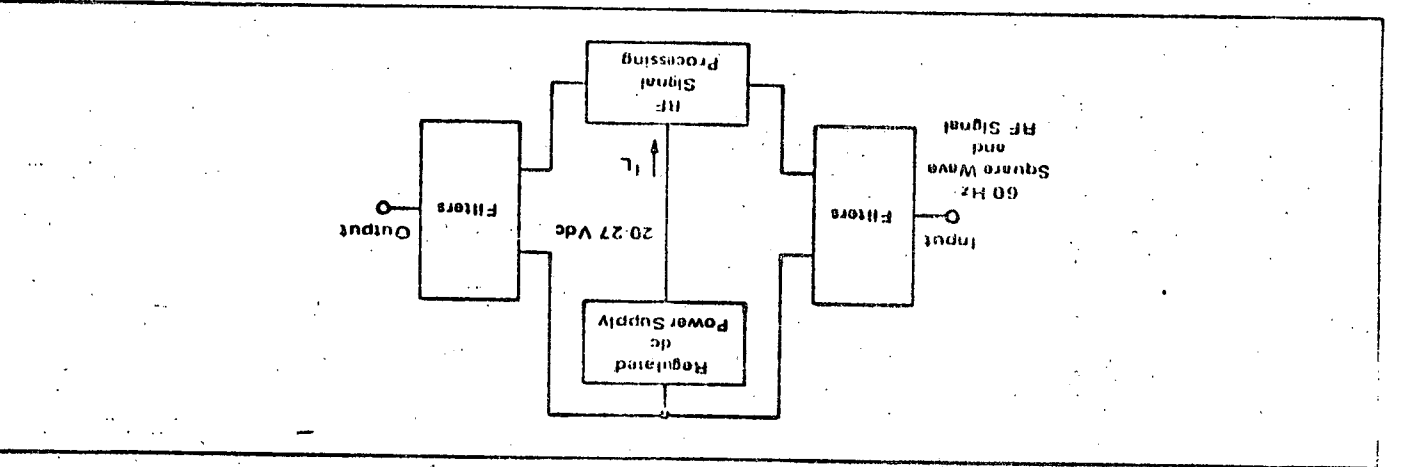 Input
60 Hz
Square Wave
and
RF Signal
Filters
Regulated
dc
Power Supply
20-27 Vdc
iL
RF
Signal
Processing
Filters
Output